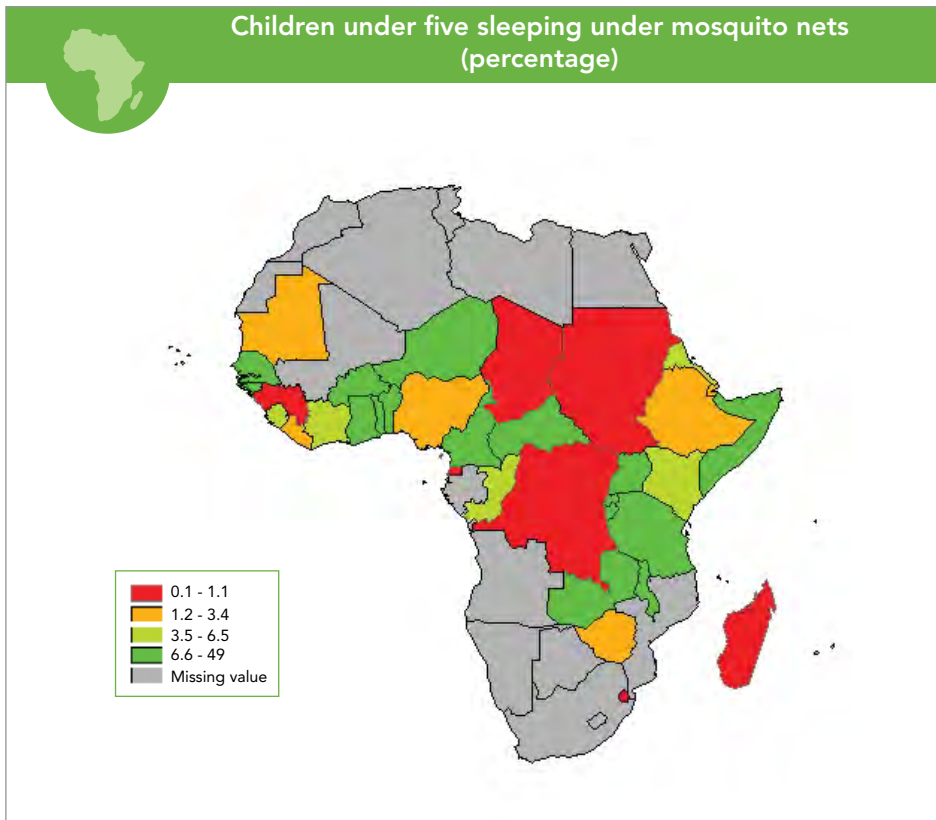 Children under five sleeping under mosquito nets
(percentage)
0.1 - 1.1
1.2 - 3.4
3.5 - 6.5
6.6 - 49
Missing value